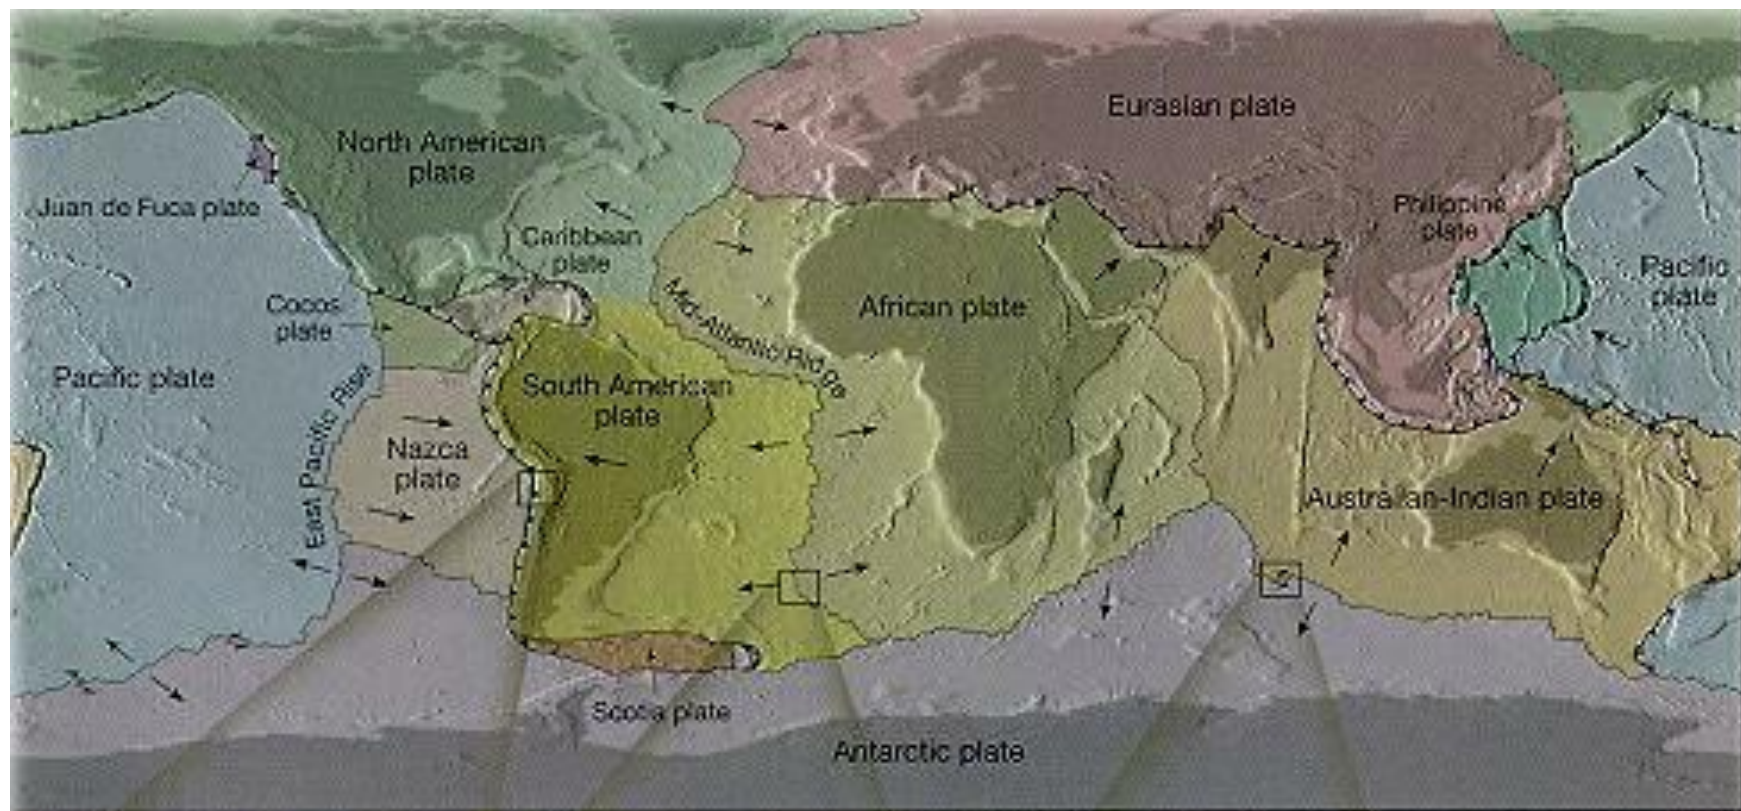 Eurasian plate
North American
plate
Juan de Fuca plate
Caribbean
plate
Philippine
plate
Pacific
plate
Cocos
plate
Mid-Atlantic Ridge
African plate
Pacific plate
East Pacific Rise
South American
plate
Nazca
plate
Australian-Indian plate
Scotia plate
Antarctic plate